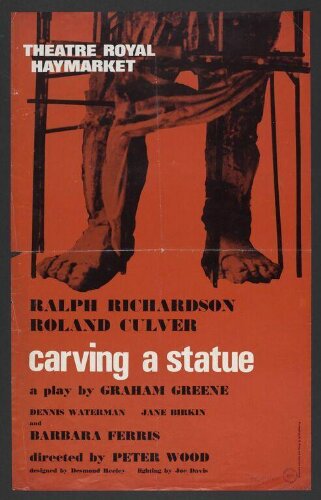 THEATRE ROYAL
HAYMARKET
RALPH RICHARDSON
ROLAND CULVER
carving a statue
a play by GRAHAM GREENE
DENNIS WATERMAN JANE BIRKIN
and
BARBARA FERRIS
directed by PETER WOOD
designed by Desmond Heeley lighting by Joe Davis